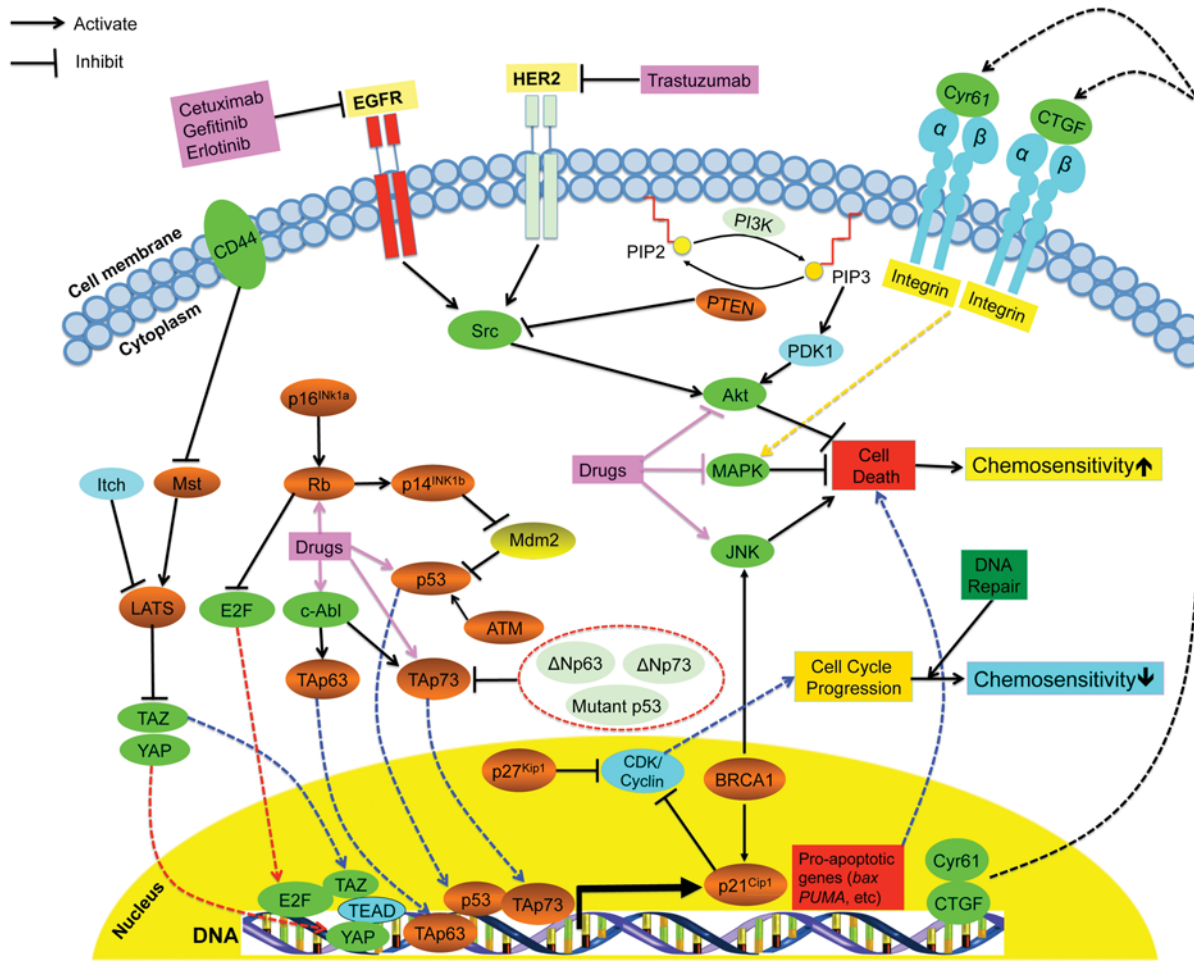 Activate
Inhibit
Cetuximab
Gefitinib
Erlotinib
EGFR
HER2
Trastuzumab
Cyr61
CTGF
α
β
α
β
CD44
Cell membrane
Cytoplasm
PI3K
PIP2
PIP3
PTEN
Integrin
Integrin
Src
PDK1
Akt
p16INk1a
Itch
Mst
Rb
p14INK1b
Mdm2
Drugs
MAPK
Cell
Death
Chemosensitivity
Drugs
p53
JNK
DNA
Repair
LATS
E2F
c-Abl
ATM
TAp63
TAp73
ΔNp63
ΔNp73
Mutant p53
Cell Cycle
Progression
Chemosensitivity
TAZ
YAP
p27Kip1
CDK/
Cyclin
BRCA1
Nucleus
E2F
TAZ
TEAD
YAP
TAp63
p53
TAp73
p21Cip1
Pro-apoptotic
genes (bax
PUMA, etc)
Cyr61
CTGF
DNA